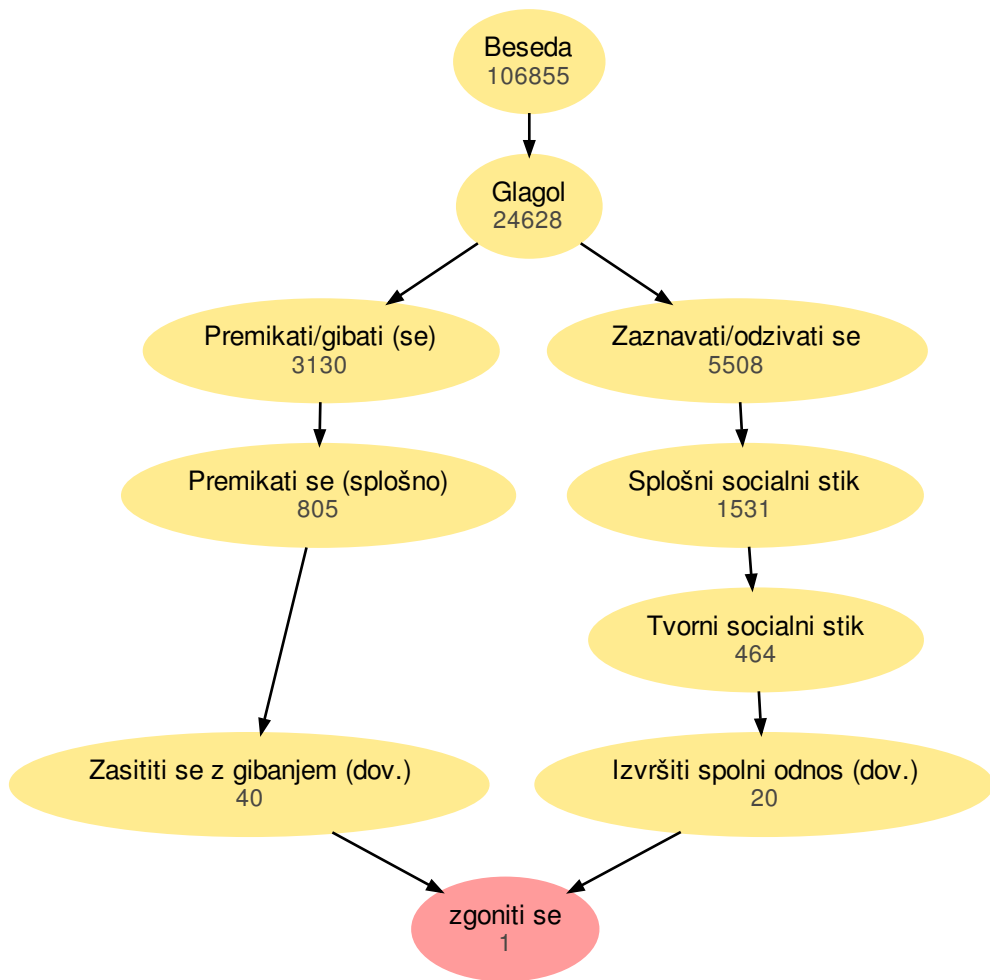 Beseda
106855
Glagol
24628
Premikati/gibati (se)
3130
Zaznavati/odzivati se
5508
Premikati se (splošno)
805
Splošni socialni stik
1531
Tvorni socialni stik
464
Zasititi se z gibanjem (dov.)
40
Izvršiti spolni odnos (dov.)
20
zgoniti se
1